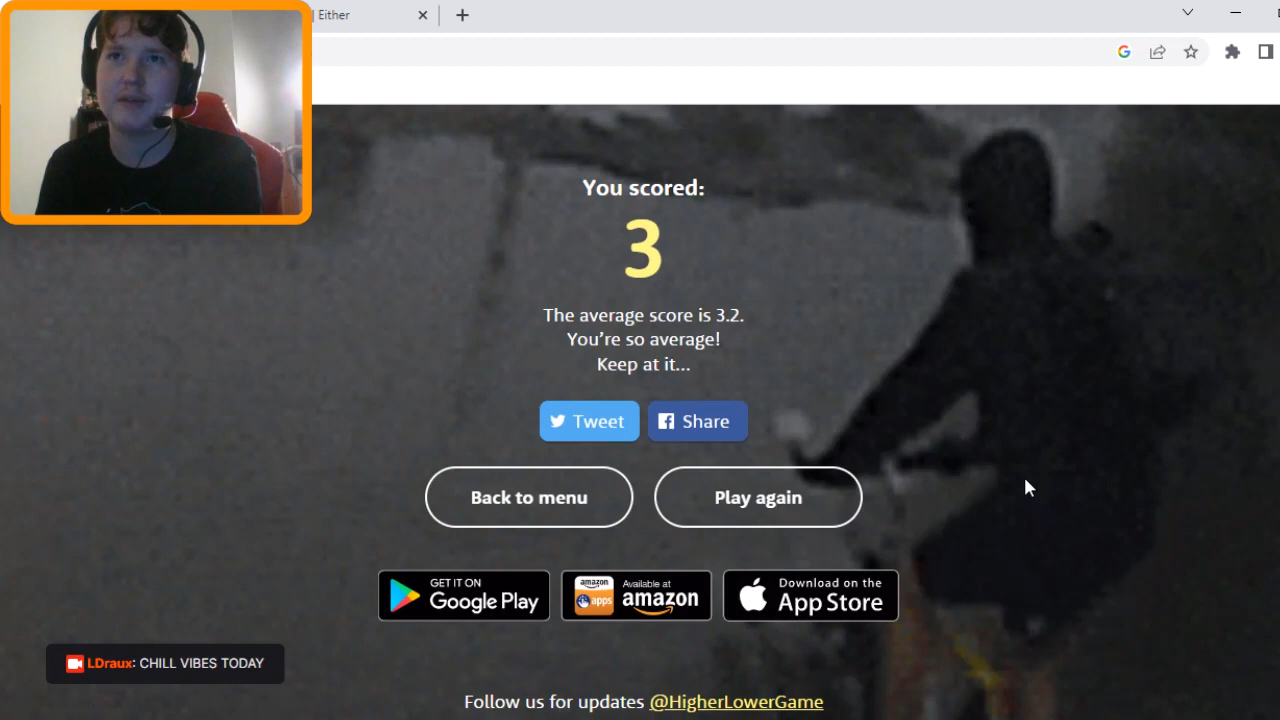 | Either
You scored:
3
The average score is 3.2.
You're so average!
Keep at it...
Tweet
Share
Back to menu
Play again
GET IT ON
Google Play
amazon
apps
Available at
amazon
Download on the
App Store
LDraux: CHILL VIBES TODAY
Follow us for updates @HigherLowerGame